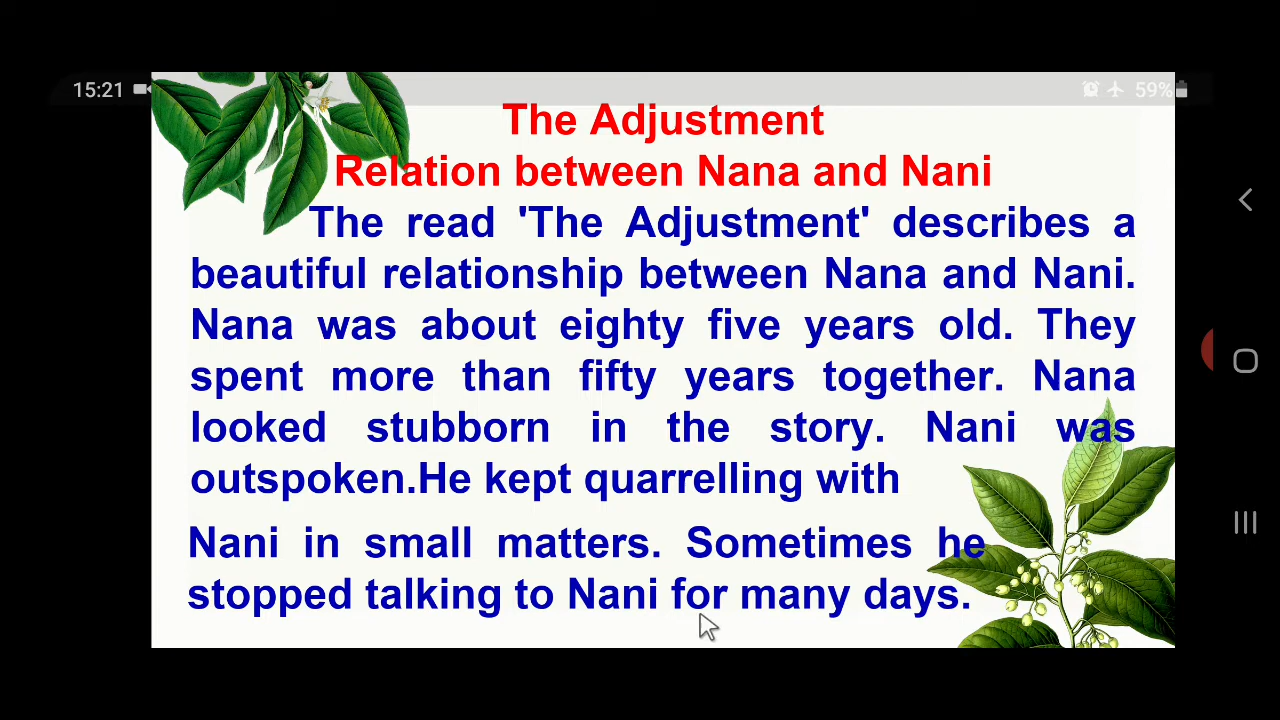 15:21
59%
The Adjustment
Relation between Nana and Nani
The read 'The Adjustment' describes a
beautiful relationship between Nana and Nani.
Nana was about eighty five years old. They
spent more than fifty years together. Nana
looked stubborn in the story. Nani was
outspoken.He kept quarrelling with
Nani in small matters. Sometimes he
stopped talking to Nani for many days.